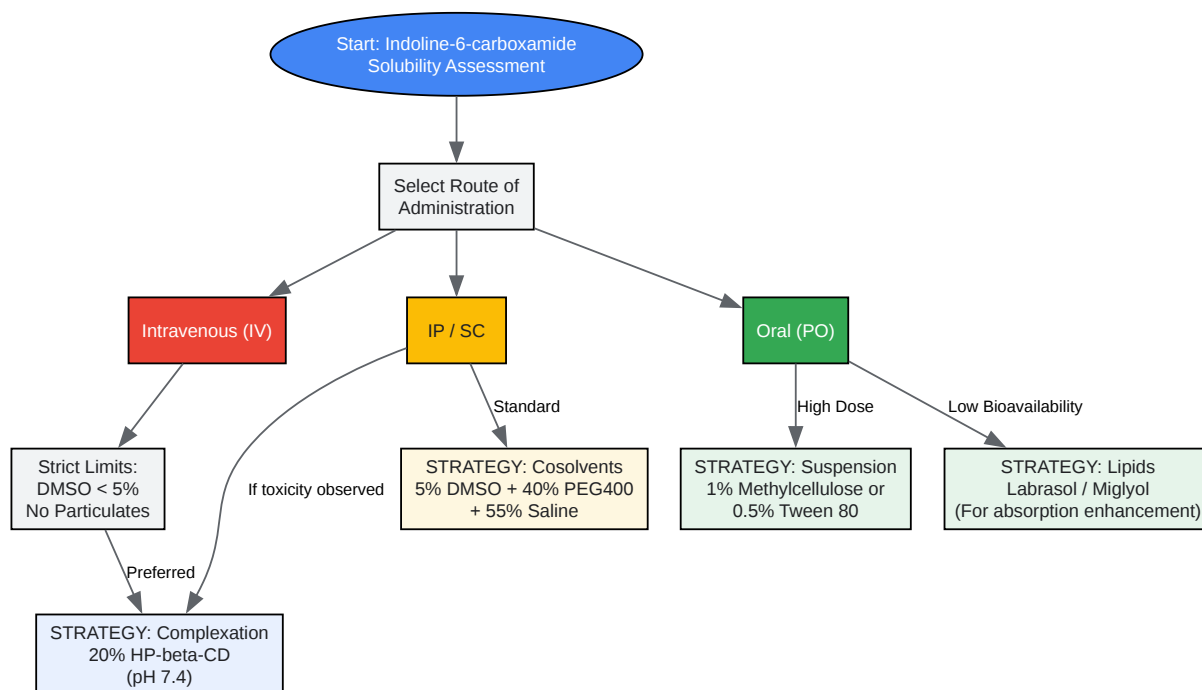 Start: Indoline-6-carboxamide
Solubility Assessment
Select Route of
Administration
Intravenous (IV)
IP / SC
Oral (PO)
Standard
High Dose
Low Bioavailability
Strict Limits:
DMSO < 5%
No Particulates
If toxicity observed
STRATEGY: Cosolvents
5% DMSO + 40% PEG400
+ 55% Saline
STRATEGY: Suspension
1% Methylcellulose or
0.5% Tween 80
STRATEGY: Lipids
Labrasol / Miglyol
(For absorption enhancement)
Preferred
STRATEGY: Complexation
20% HP-beta-CD
(pH 7.4)